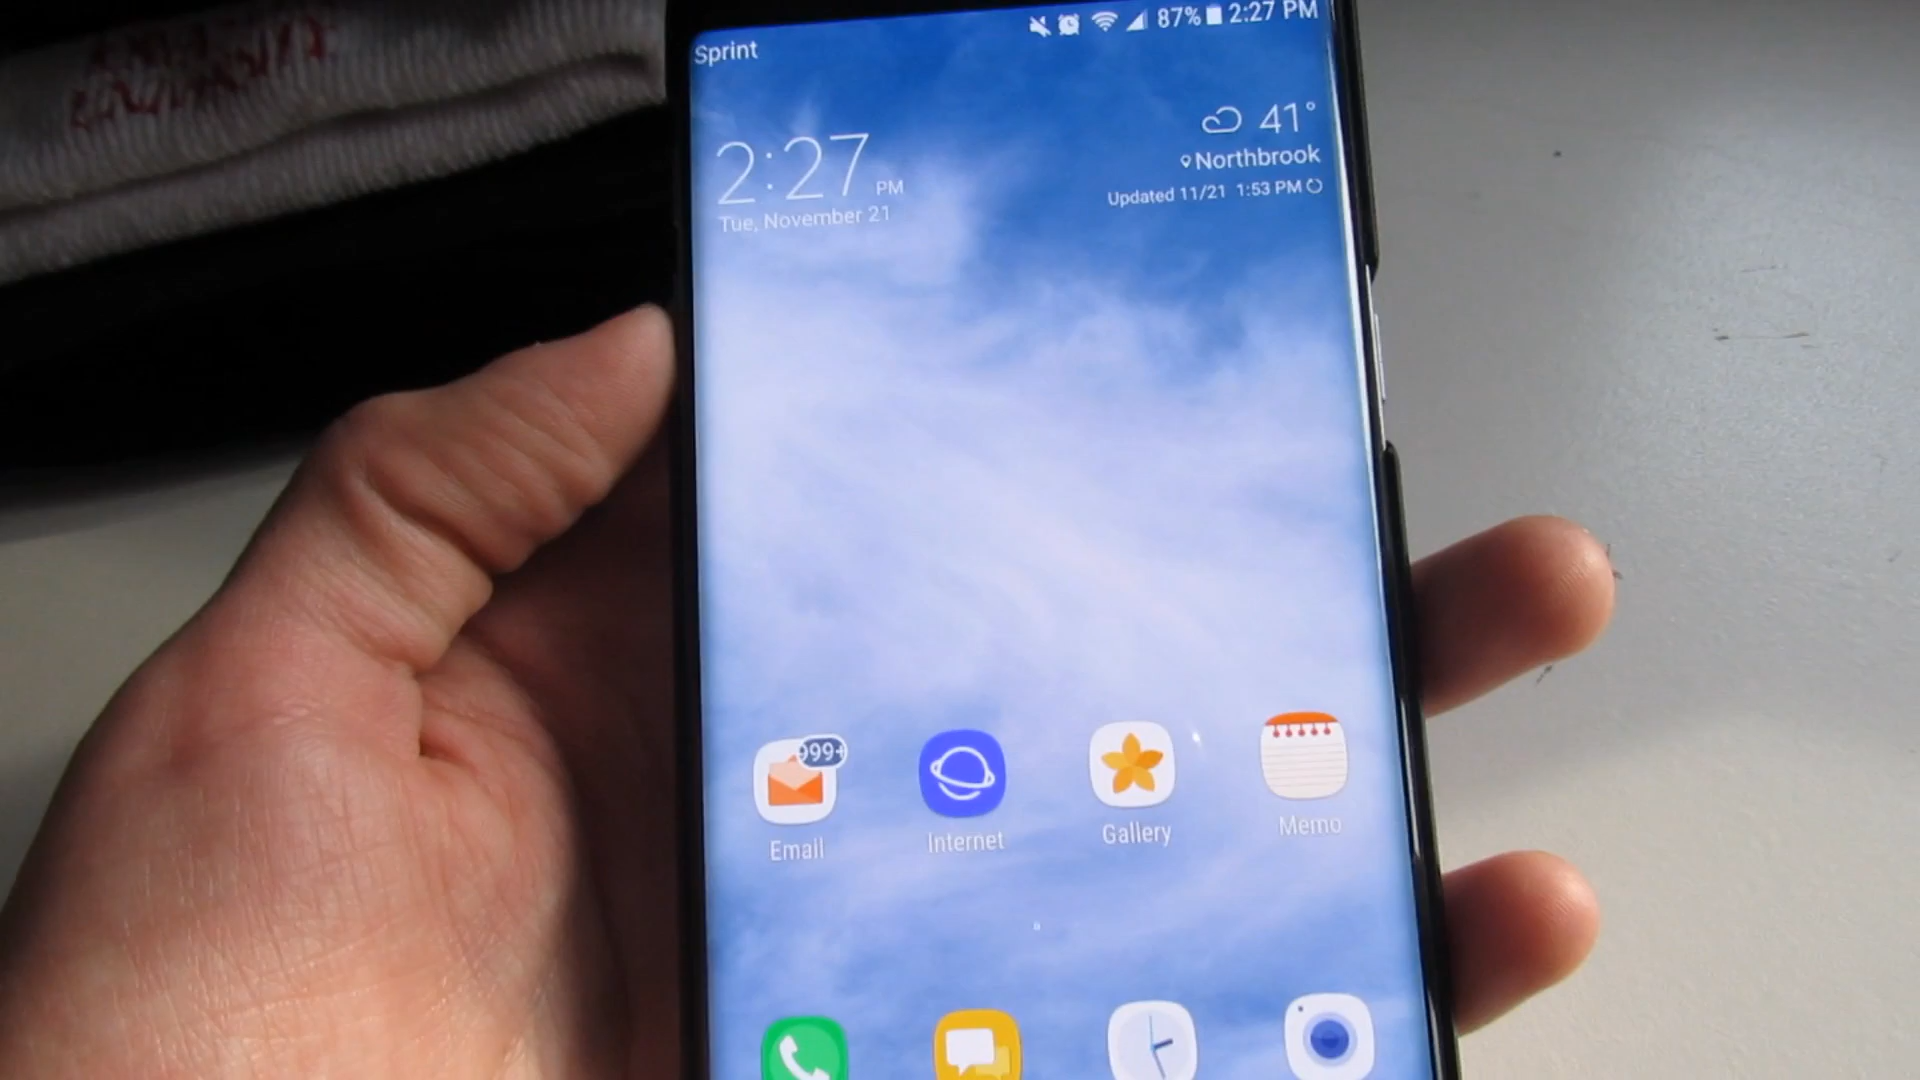 87% 2:27 PM
Sprint
41°
2:27 PM
Northbrook
Updated 11/21 1:53 PM
Tue, November 21
999+
Email
Internet
Gallery
Memo